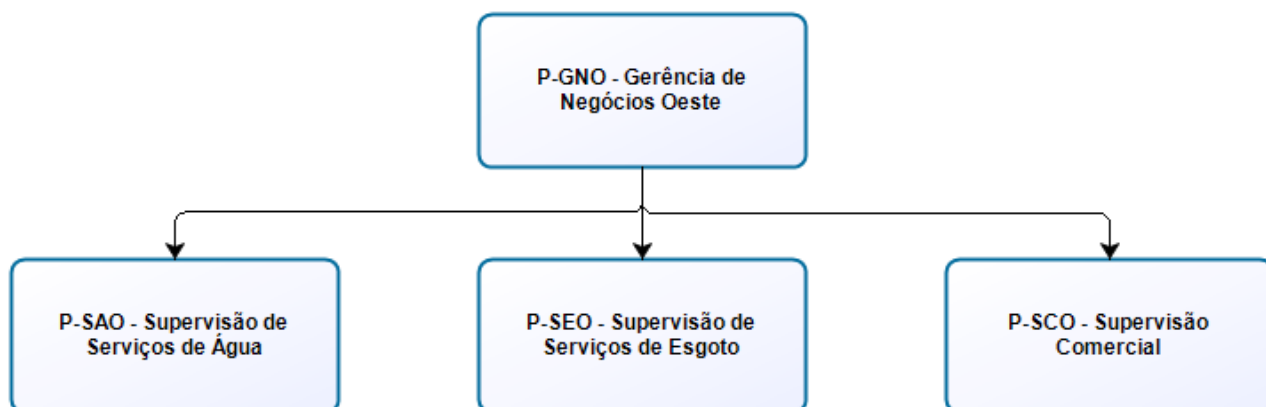 P-GNO - Gerência de
Negócios Oeste
P-SAO - Supervisão de
Serviços de Água
P-SEO - Supervisão de
Serviços de Esgoto
P-SCO - Supervisão
Comercial